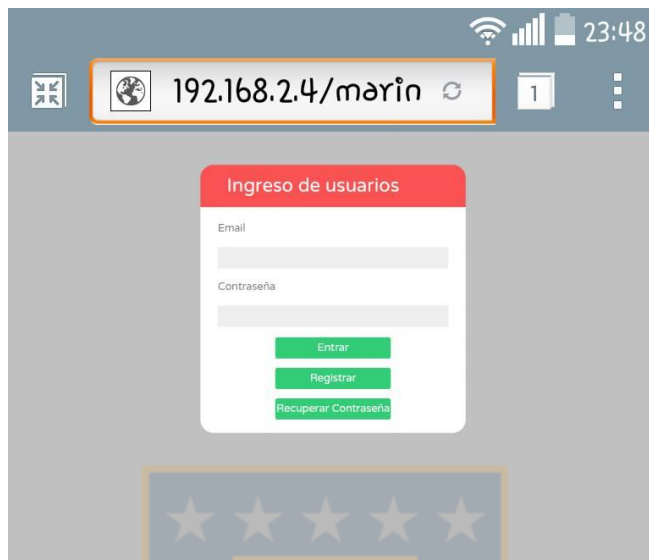 23:48
192.168.2.4/marin
1
Ingreso de usuarios
Email
Contraseña
Entrar
Registrar
Recuperar Contraseña